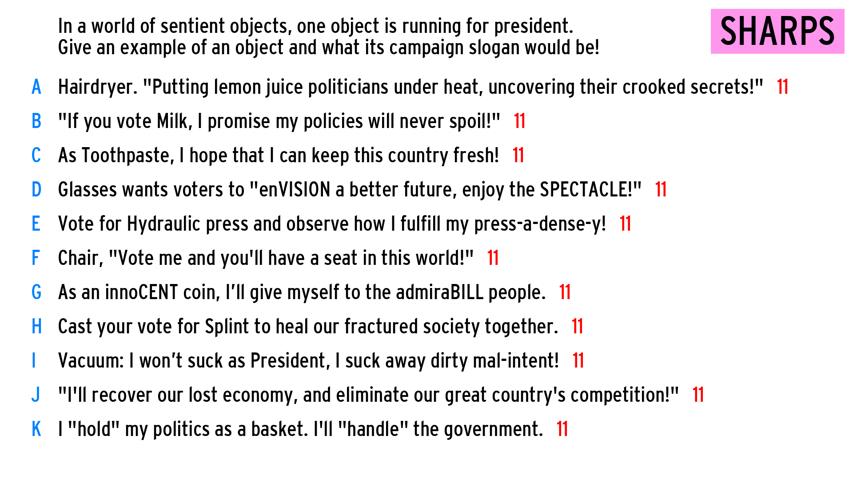 In a world of sentient objects, one object is running for president.
Give an example of an object and what its campaign slogan would be!
SHARPS
A Hairdryer. "Putting lemon juice politicians under heat, uncovering their crooked secrets!" 11
B "If you vote Milk, I promise my policies will never spoil!" 11
C As Toothpaste, I hope that I can keep this country fresh! 11
D Glasses wants voters to "enVISION a better future, enjoy the SPECTACLE!" 11
E Vote for Hydraulic press and observe how I fulfill my press-a-dense-y! 11
F Chair, "Vote me and you'll have a seat in this world!" 11
G As an innoCENT coin, I’ll give myself to the admiraBILL people. 11
H Cast your vote for Splint to heal our fractured society together. 11
I Vacuum: I won’t suck as President, I suck away dirty mal-intent! 11
J "I'll recover our lost economy, and eliminate our great country's competition!" 11
K I "hold" my politics as a basket. I'll "handle" the government. 11